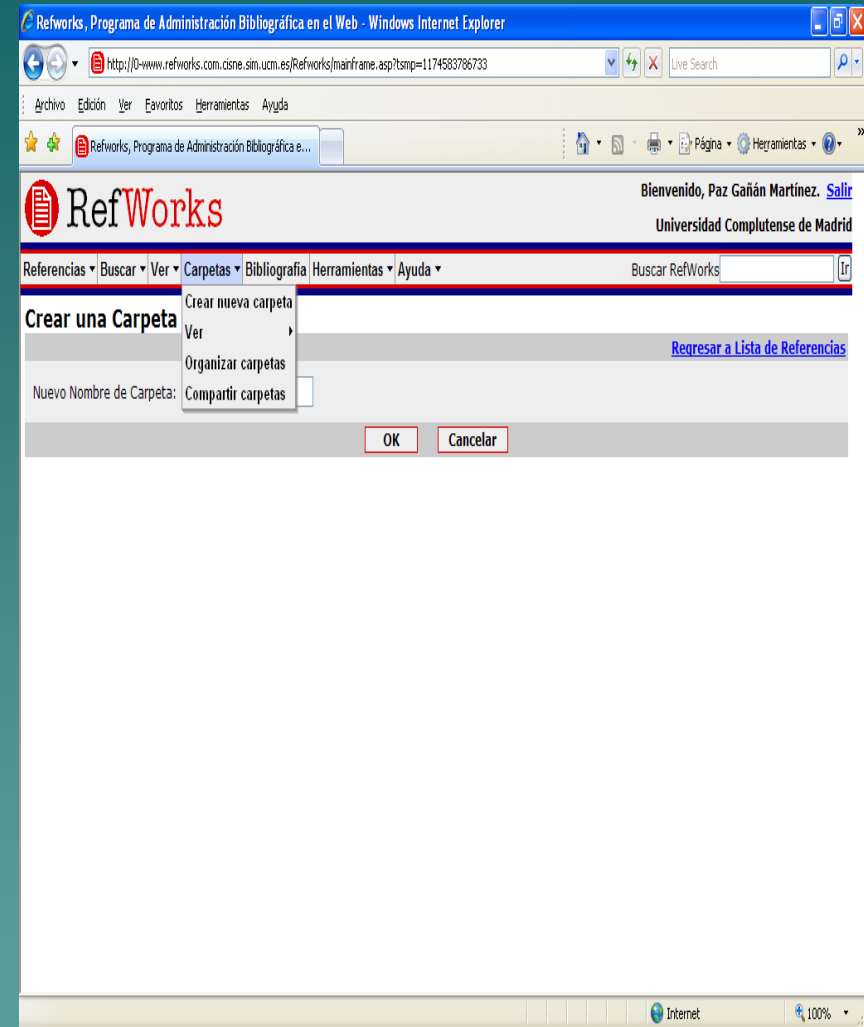 Refworks, Programa de Administración Bibliográfica en el Web - Windows Internet Explorer
http://0-www.refworks.com.cisne.sim.ucm.es/Refworks/mainframe.asp?tsmp=1174583786733
Live Search
Archivo Edición Ver Favoritos Herramientas Ayuda
Refworks, Programa de Administración Bibliográfica e...
Página Herramientas
RefWorks
Bienvenido, Paz Gañán Martínez. Salir
Universidad Complutense de Madrid
Referencias Buscar Ver Carpetas Bibliografía Herramientas Ayuda
Buscar RefWorks Ir
Crear nueva carpeta
Ver
Organizar carpetas
Compartir carpetas
Crear una Carpeta
Regresar a Lista de Referencias
Nuevo Nombre de Carpeta:
OK Cancelar
Internet 100%